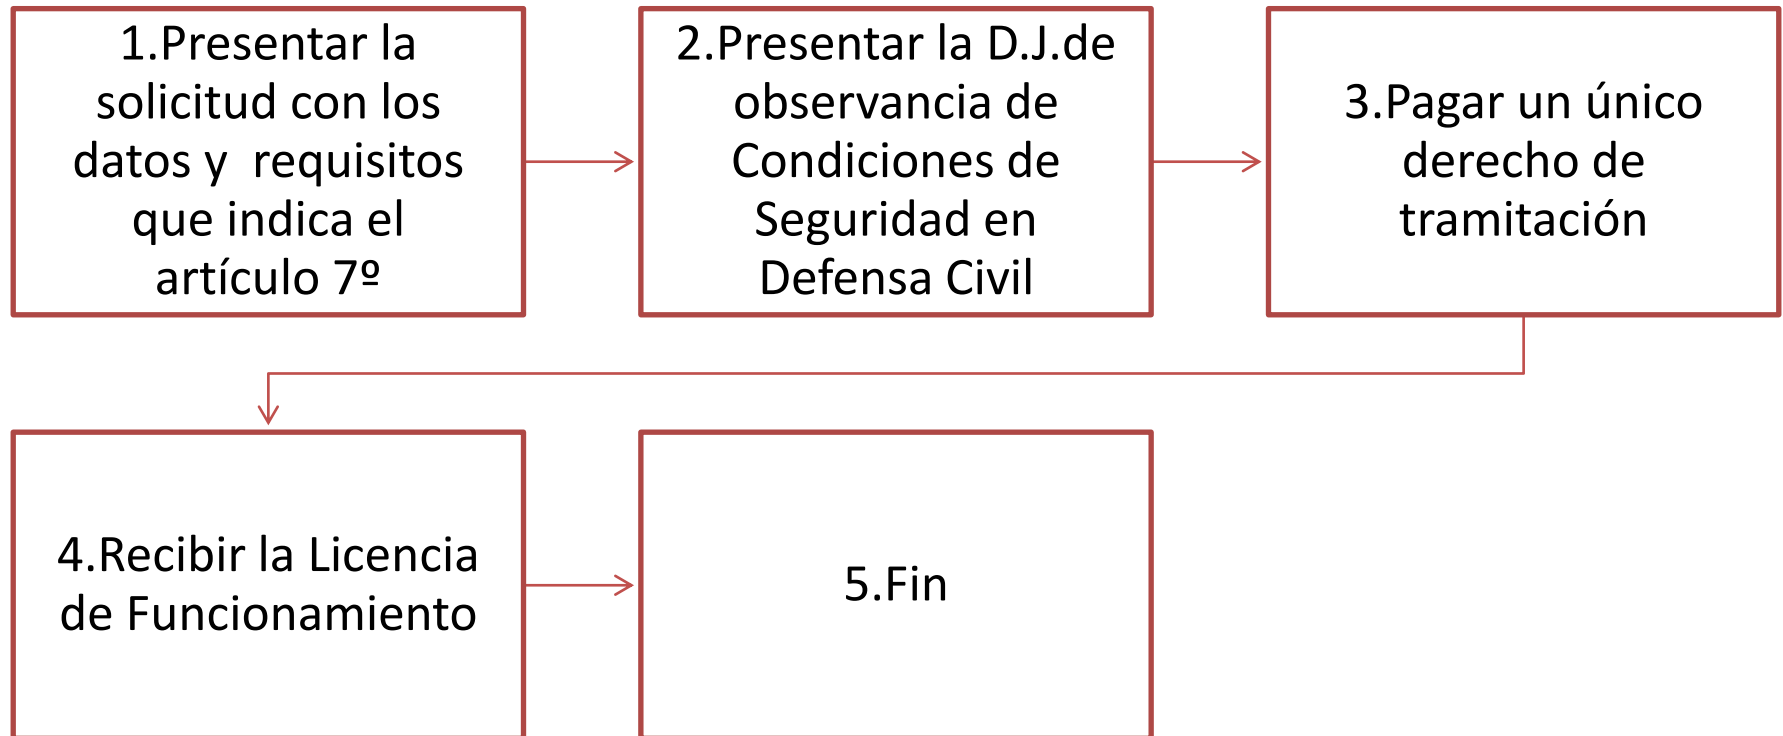 1.Presentar la
solicitud con los
datos y  requisitos
que indica el
artículo 7º
2.Presentar la D.J.de
observancia de
Condiciones de
Seguridad en
Defensa Civil
3.Pagar un único
derecho de
tramitación
4.Recibir la Licencia
de Funcionamiento
5.Fin